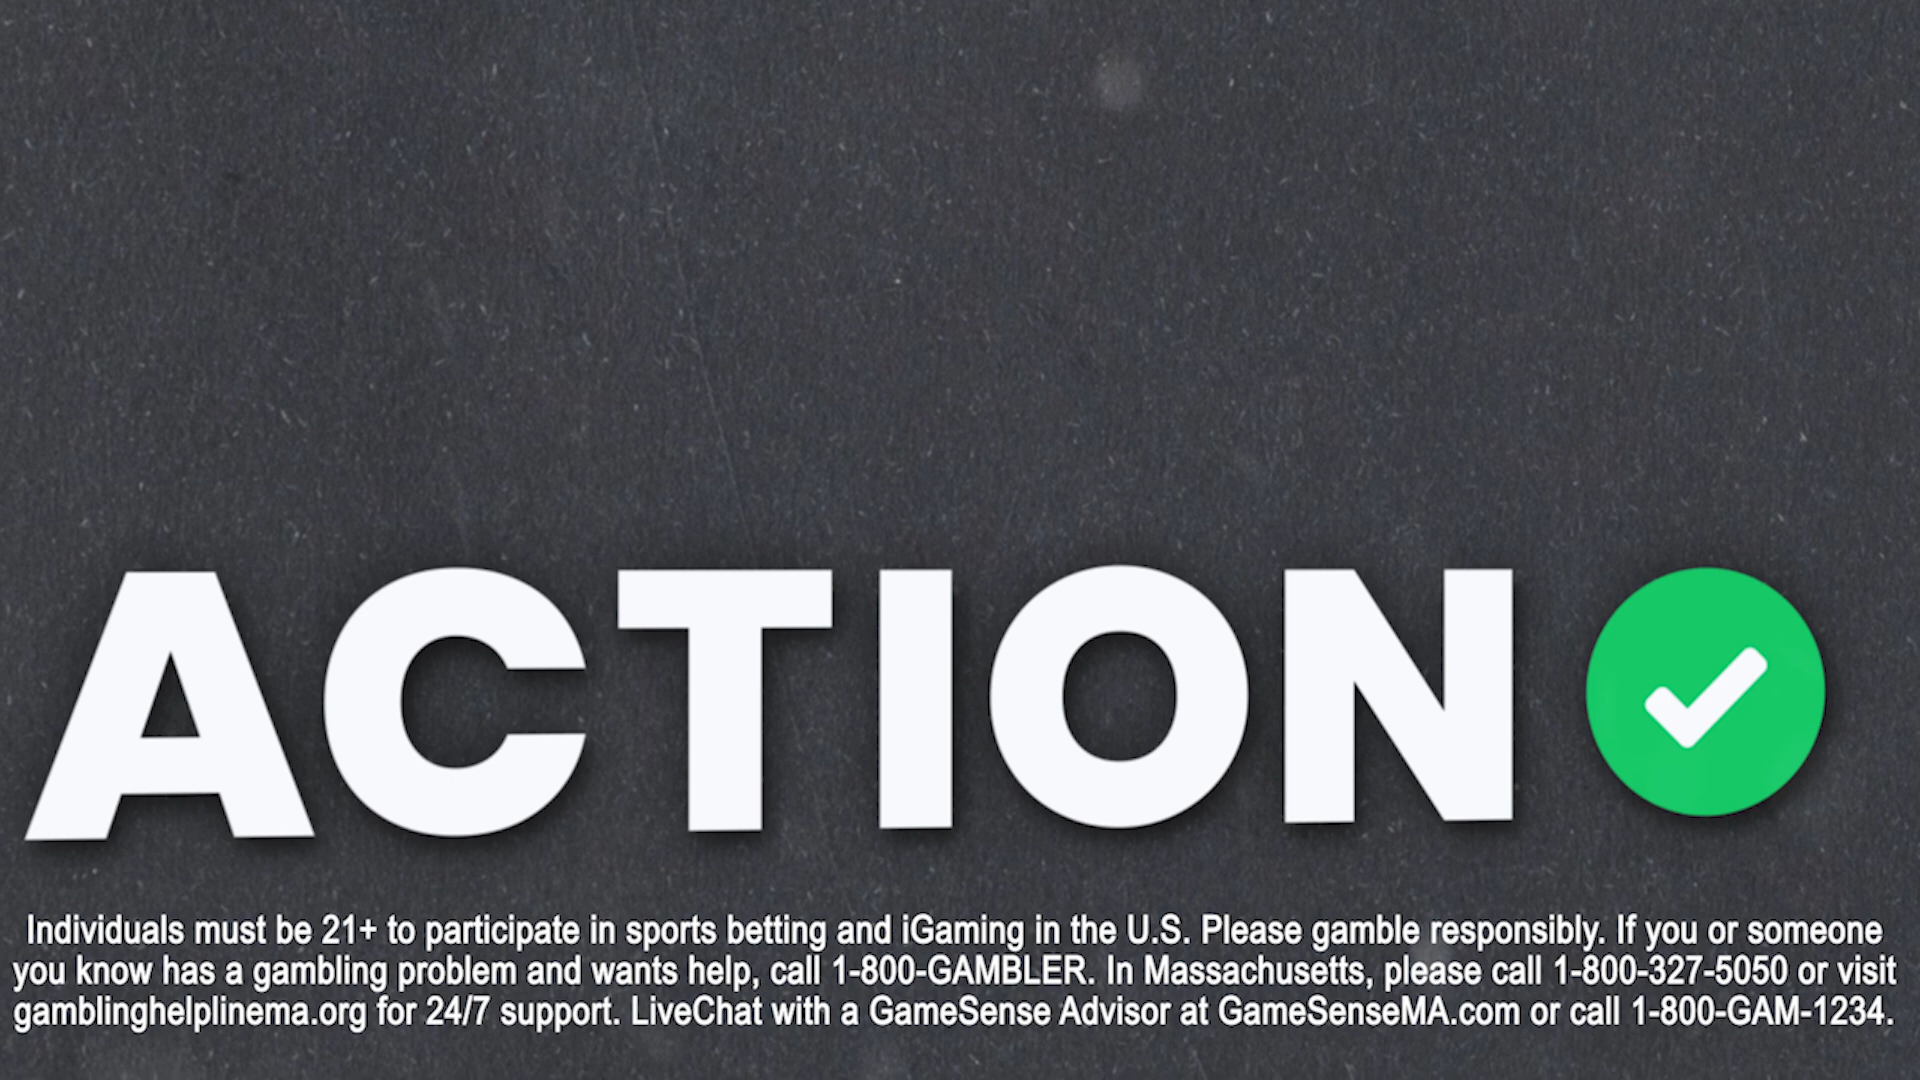 ACTION
Individuals must be 21+ to participate in sports betting and iGaming in the U.S. Please gamble responsibly. If you or someone
you know has a gambling problem and wants help, call 1-800-GAMBLER. In Massachusetts, please call 1-800-327-5050 or visit
gamblinghelplinema.org for 24/7 support. LiveChat with a GameSense Advisor at GameSenseMA.com or call 1-800-GAM-1234.